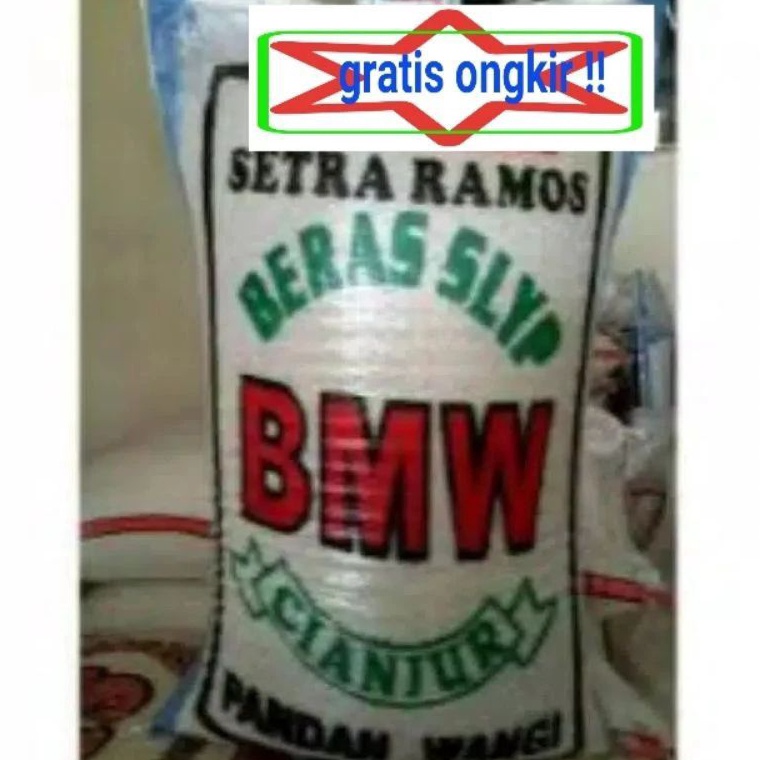 gratis ongkir !!
SETRA RAMOS
BERAS SLYP
BMW
CIANJUR
PANDAN WANGI